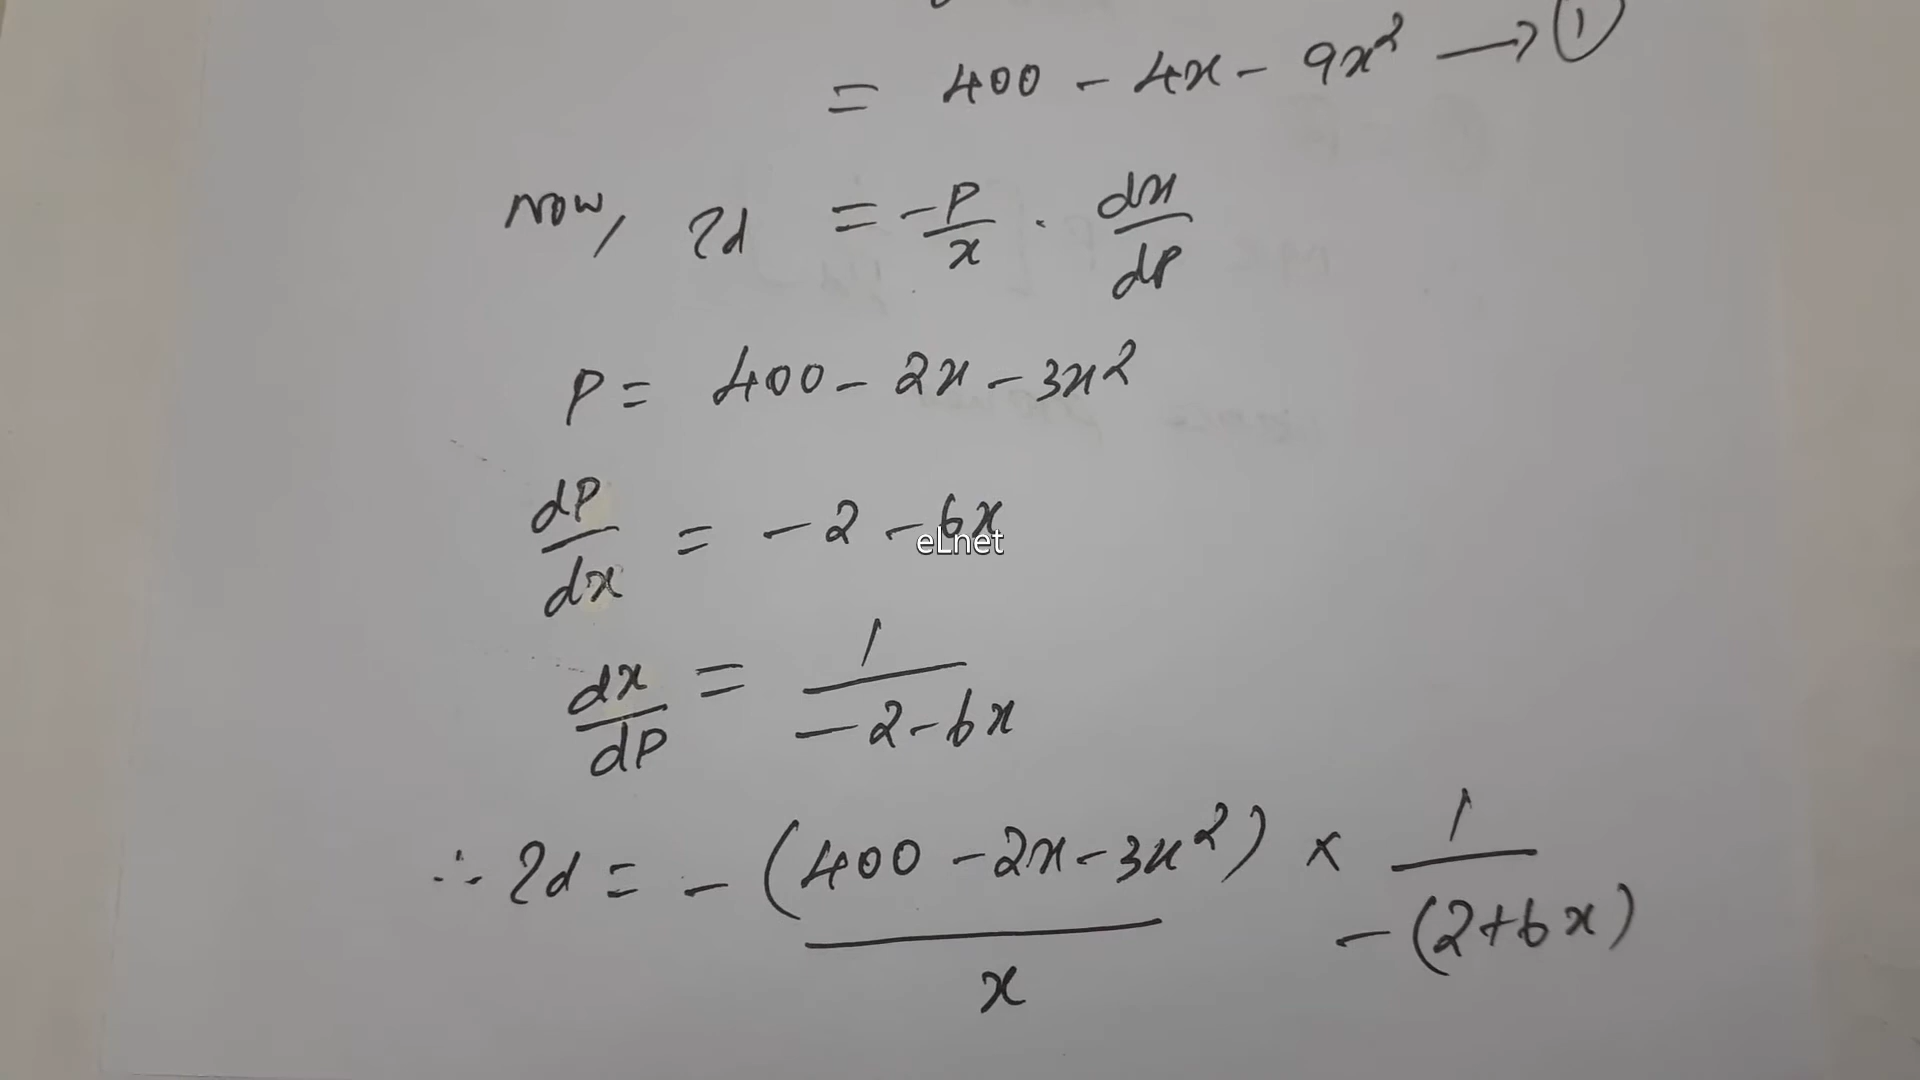 = 400 - 4x - 9x² → ①
Now, ηd = -p/x · dx/dp
P = 400 - 2x - 3x²
dP/dx = -2 - 6x
eLnet
dx/dP = 1/(-2-6x)
∴ ηd = -(400 - 2x - 3x²)/x × 1/-(2+6x)